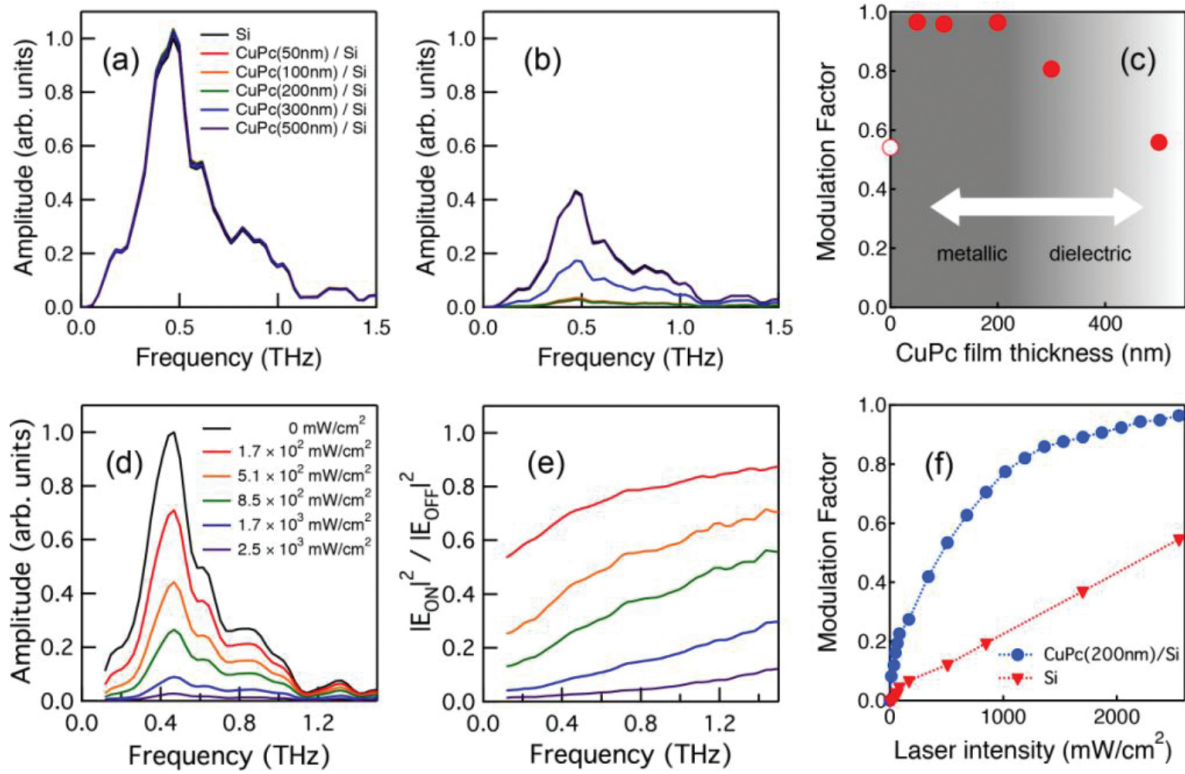 (a)
Si
CuPc(50nm) / Si
CuPc(100nm) / Si
CuPc(200nm) / Si
CuPc(300nm) / Si
CuPc(500nm) / Si
1.0
0.8
0.6
0.4
0.2
0.0
Amplitude (arb. units)
0.0 0.5 1.0 1.5
Frequency (THz)
(b)
1.0
0.8
0.6
0.4
0.2
0.0
Amplitude (arb. units)
0.0 0.5 1.0 1.5
Frequency (THz)
(c)
1.0
0.8
0.6
0.4
0.2
0.0
Modulation Factor
metallic dielectric
0 200 400
CuPc film thickness (nm)
(d)
0 mW/cm²
1.7 × 10² mW/cm²
5.1 × 10² mW/cm²
8.5 × 10² mW/cm²
1.7 × 10³ mW/cm²
2.5 × 10³ mW/cm²
1.0
0.8
0.6
0.4
0.2
0.0
Amplitude (arb. units)
0.0 0.4 0.8 1.2
Frequency (THz)
(e)
1.0
0.8
0.6
0.4
0.2
0.0
|E_ON|² / |E_OFF|²
0.0 0.4 0.8 1.2
Frequency (THz)
(f)
1.0
0.8
0.6
0.4
0.2
0.0
Modulation Factor
CuPc(200nm)/Si
Si
0 1000 2000
Laser intensity (mW/cm²)